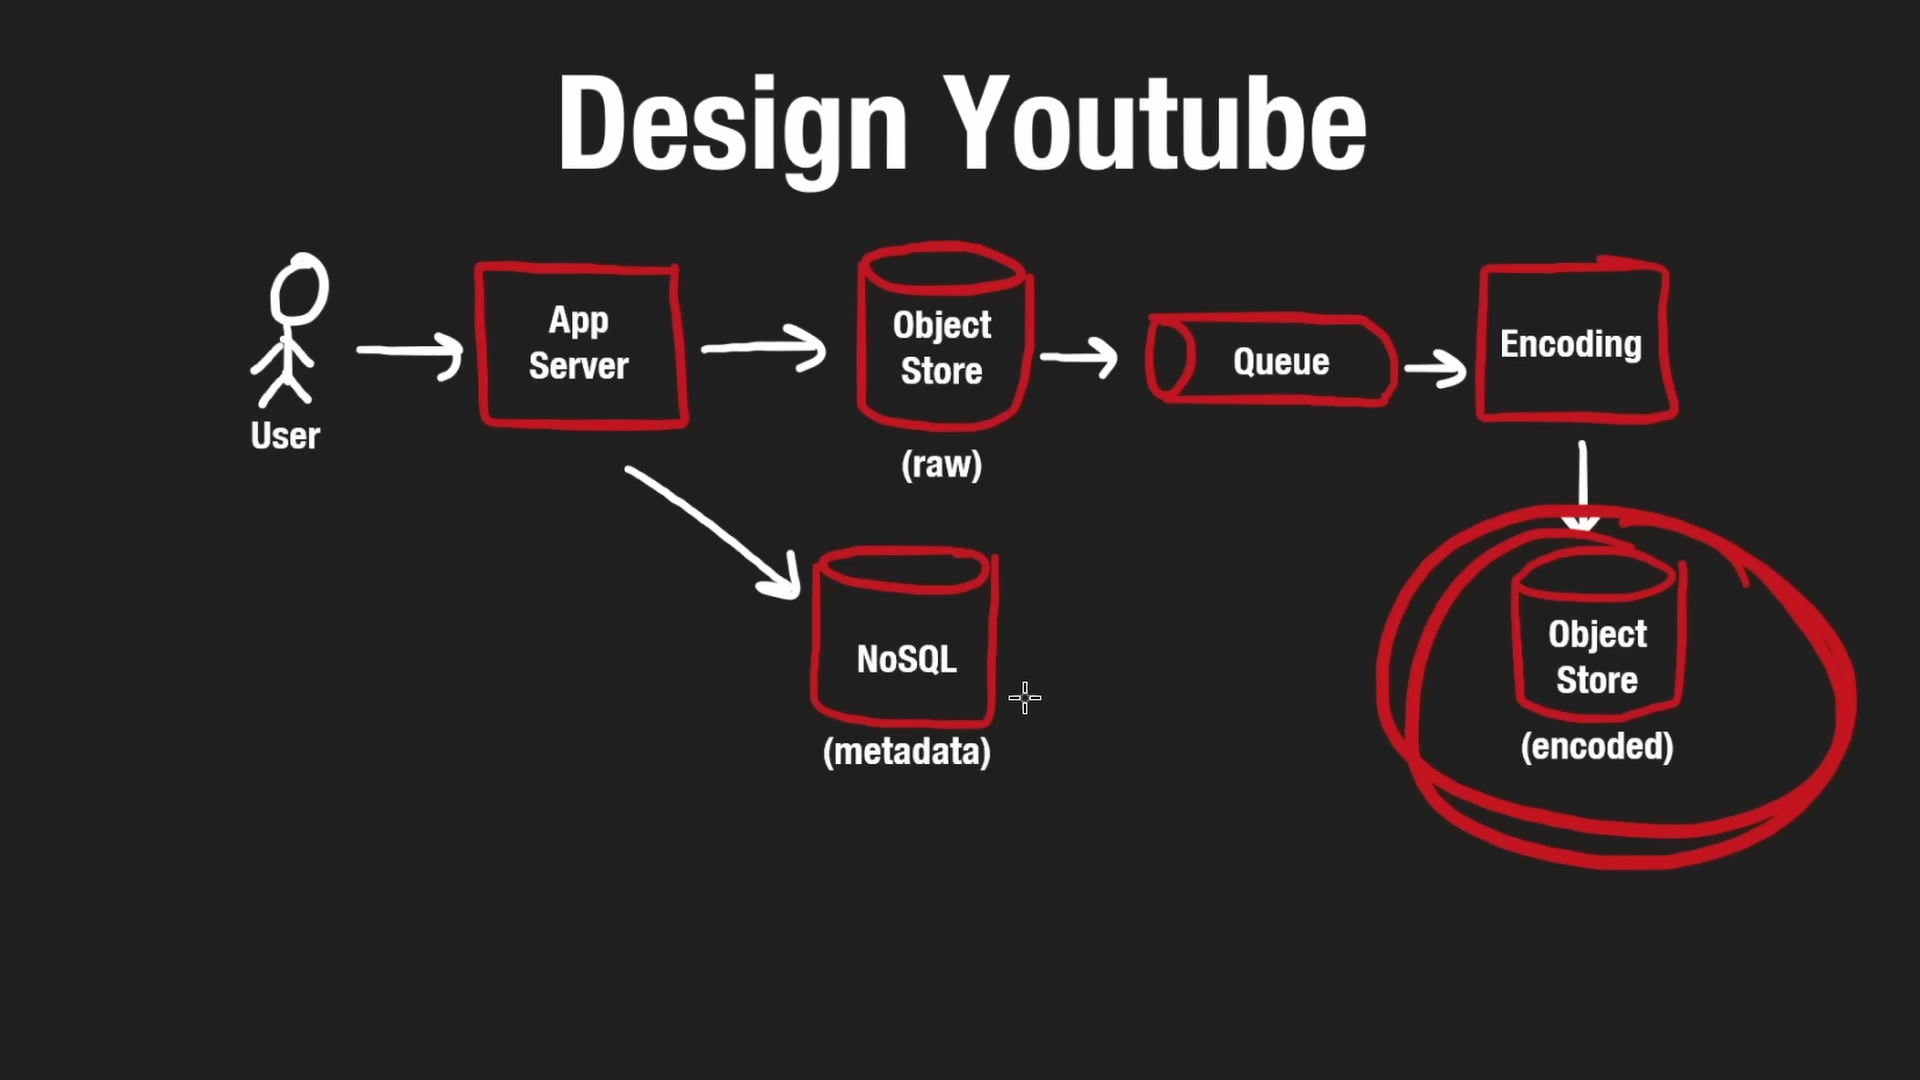 Design Youtube
App
Server
Object
Store
Queue
Encoding
User
(raw)
NoSQL
(metadata)
Object
Store
(encoded)